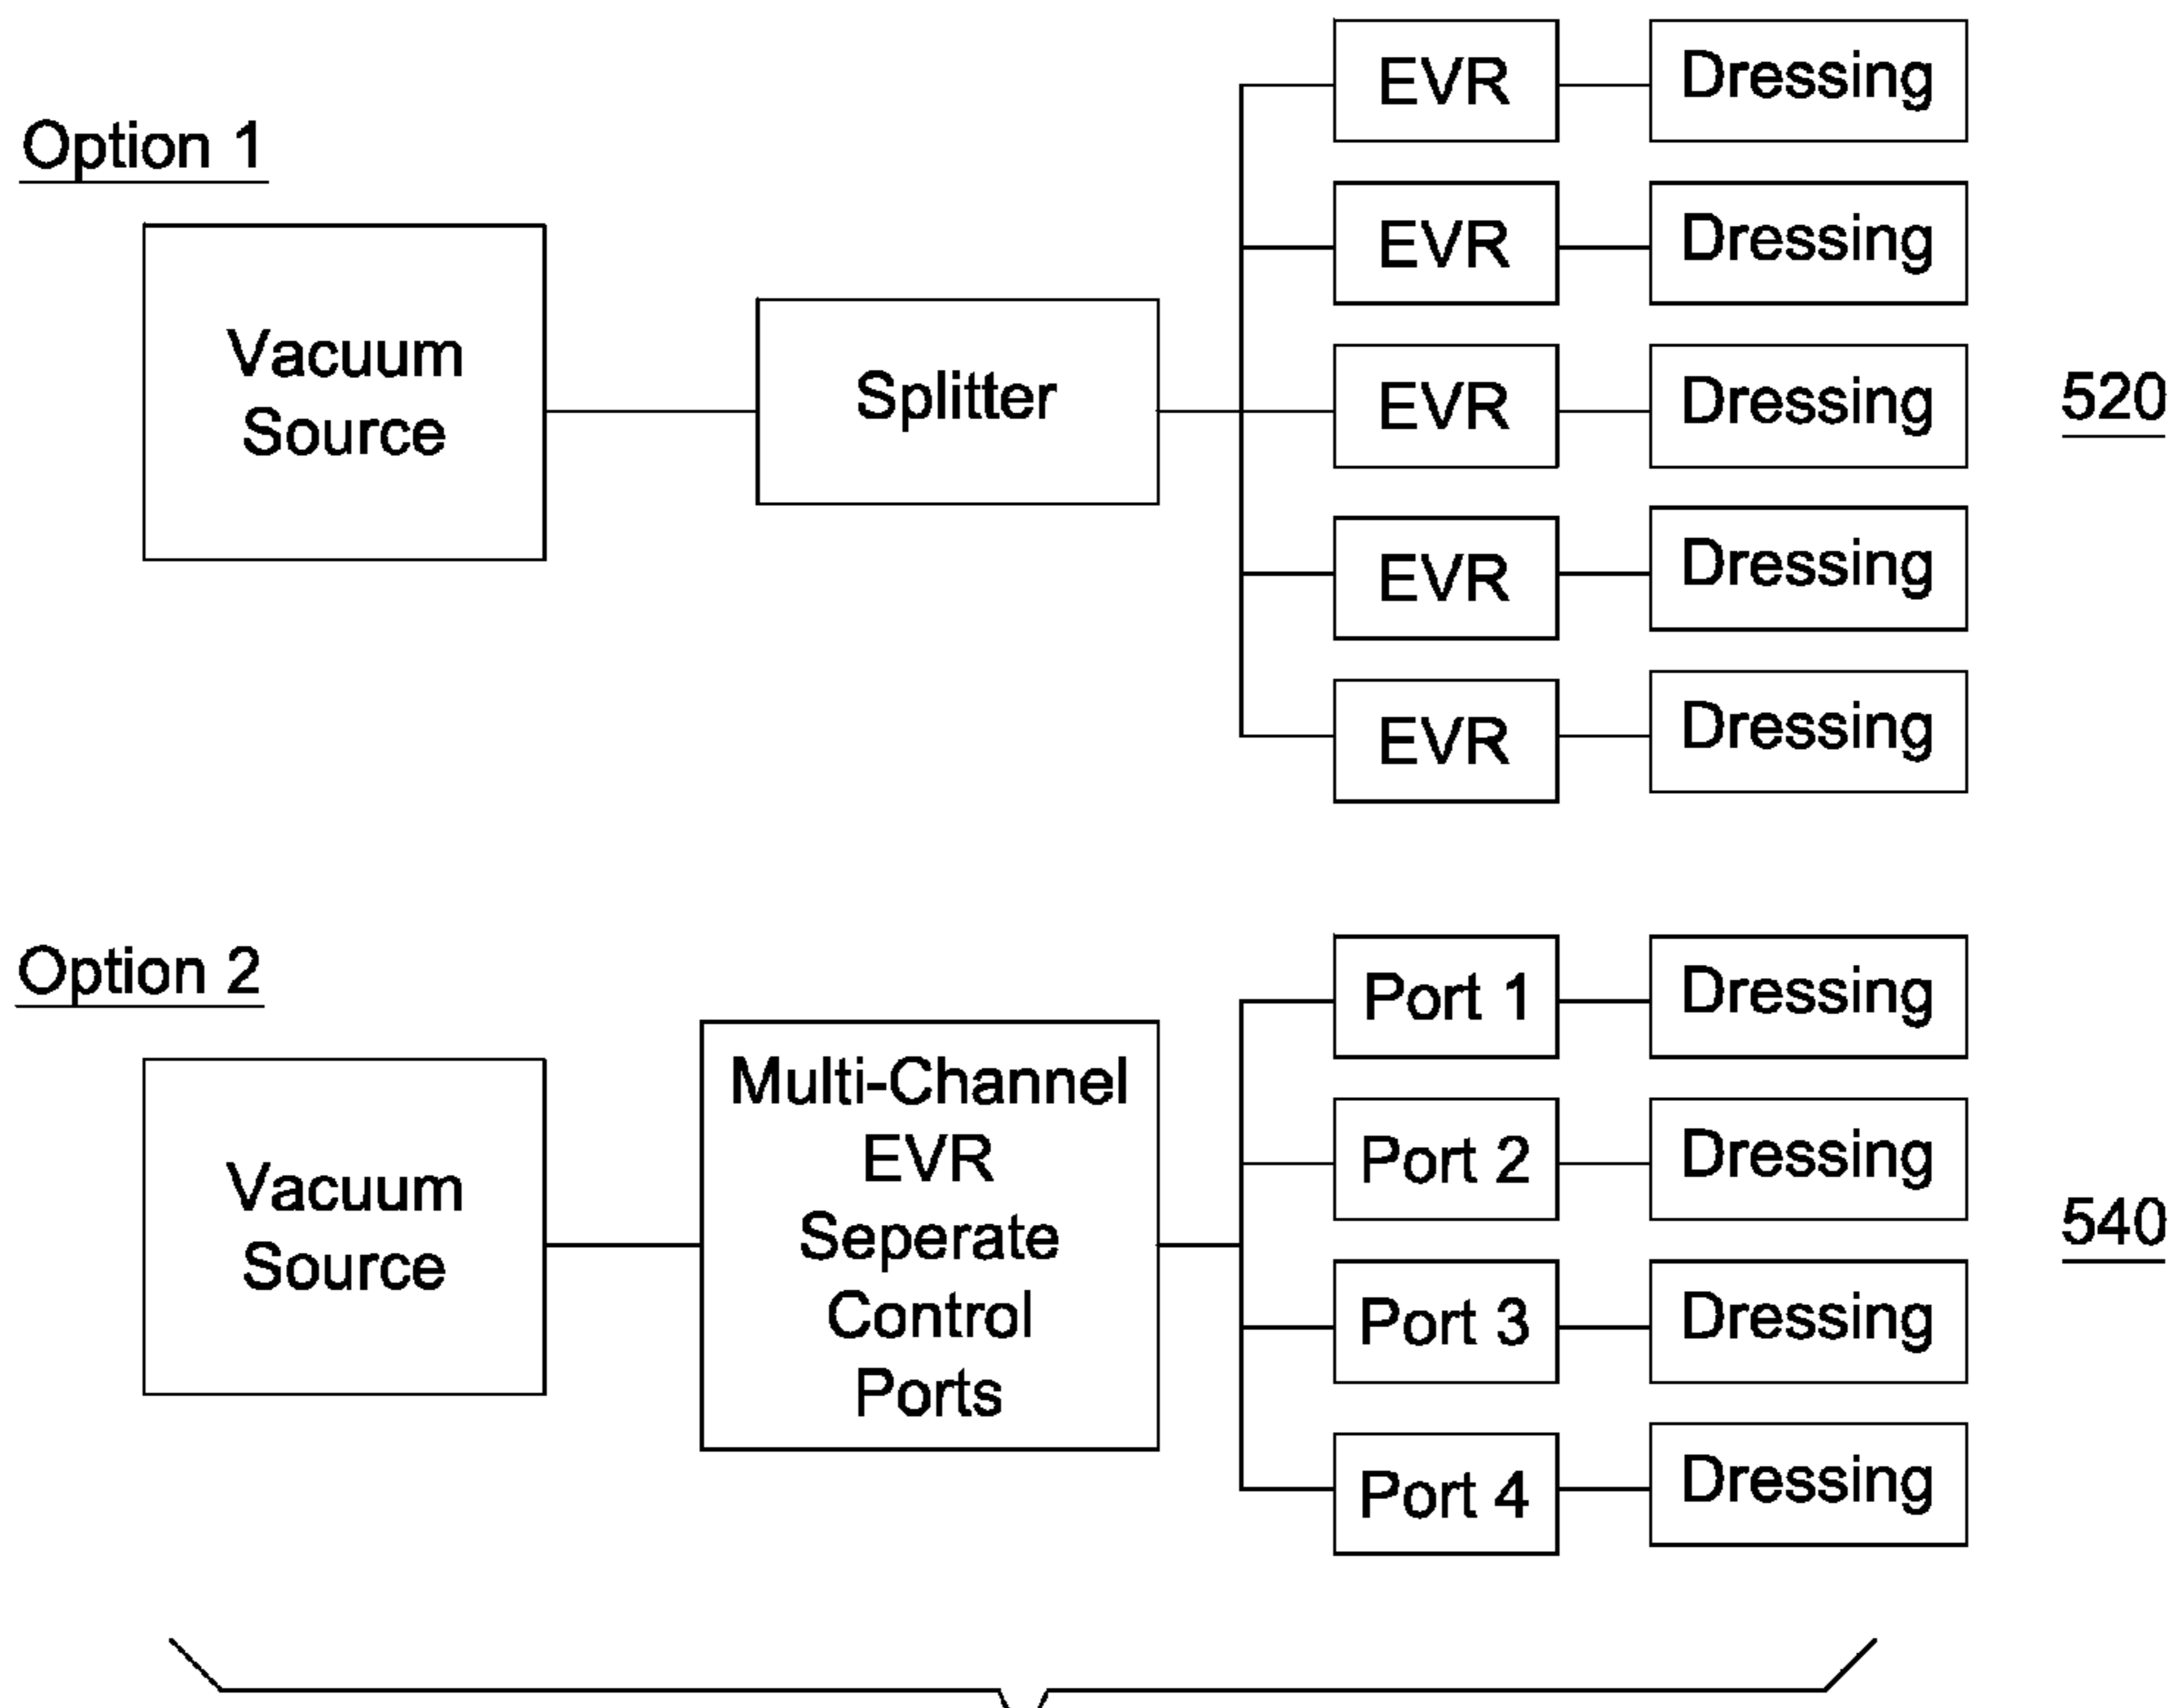 Option 1
Vacuum
Source
Splitter
EVR
Dressing
EVR
Dressing
EVR
Dressing
EVR
Dressing
EVR
Dressing
520
Option 2
Vacuum
Source
Multi-Channel
EVR
Seperate
Control
Ports
Port 1
Dressing
Port 2
Dressing
Port 3
Dressing
Port 4
Dressing
540